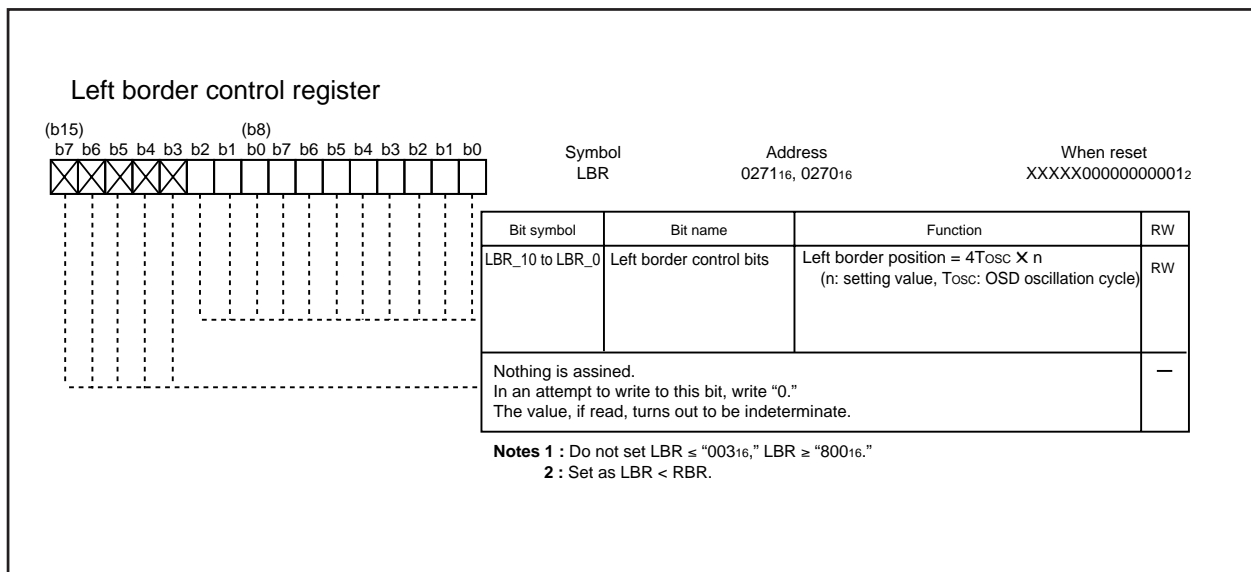 Left border control register
(b15) (b8)
b7 b6 b5 b4 b3 b2 b1 b0 b7 b6 b5 b4 b3 b2 b1 b0
Symbol Address When reset
LBR 027116, 027016 XXXXX000000000012
Bit symbol Bit name Function RW
LBR_10 to LBR_0 Left border control bits Left border position = 4TOSC X n RW
(n: setting value, TOSC: OSD oscillation cycle)
Nothing is assined. —
In an attempt to write to this bit, write “0.”
The value, if read, turns out to be indeterminate.
Notes 1 : Do not set LBR ≤ “00316,” LBR ≥ “80016.”
2 : Set as LBR < RBR.